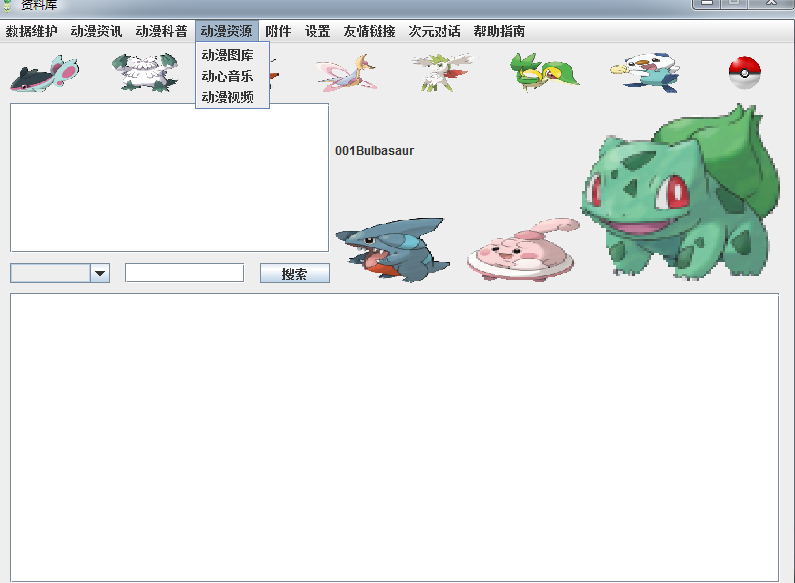 资料库
数据维护 动漫资讯 动漫科普 动漫资源 附件 设置 友情链接 次元对话 帮助指南
动漫图库
动心音乐
动漫视频
001Bulbasaur
搜索